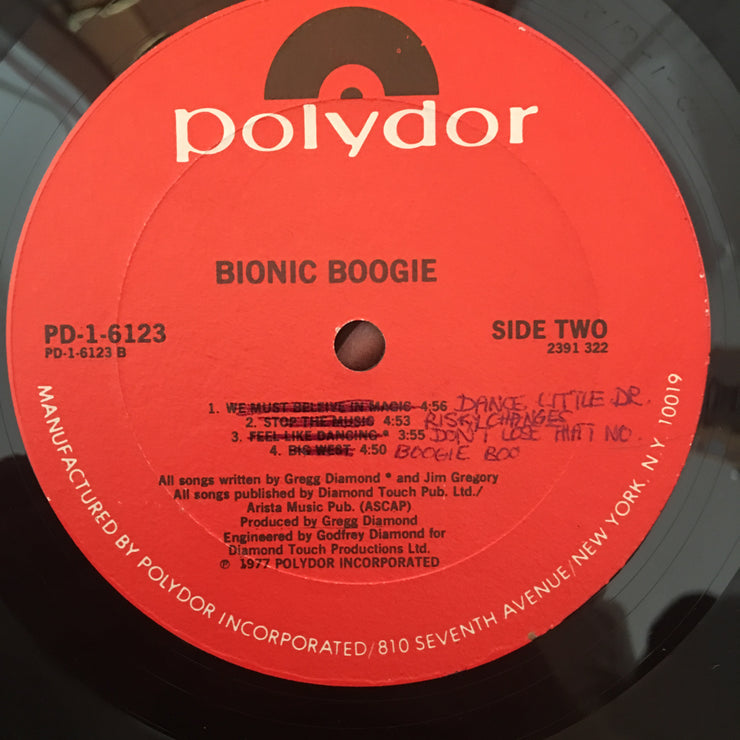 polydor
BIONIC BOOGIE
PD-1-6123
PD-1-6123 B
SIDE TWO
2391 322
1. WE MUST BELEIVE IN MAGIC 4:56 DANCE LITTLE DR.
2. STOP THE MUSIC 4:53 RISKY CHANGES
3. FEEL LIKE DANCING * 3:55 DON'T LOSE THAT NO.
4. BIG WEST, 4:50 BOOGIE BOO
All songs written by Gregg Diamond * and Jim Gregory
All songs published by Diamond Touch Pub. Ltd./
Arista Music Pub. (ASCAP)
Produced by Gregg Diamond
Engineered by Godfrey Diamond for
Diamond Touch Productions Ltd.
℗ 1977 POLYDOR INCORPORATED
MANUFACTURED BY POLYDOR INCORPORATED/810 SEVENTH AVENUE/NEW YORK, N.Y. 10019